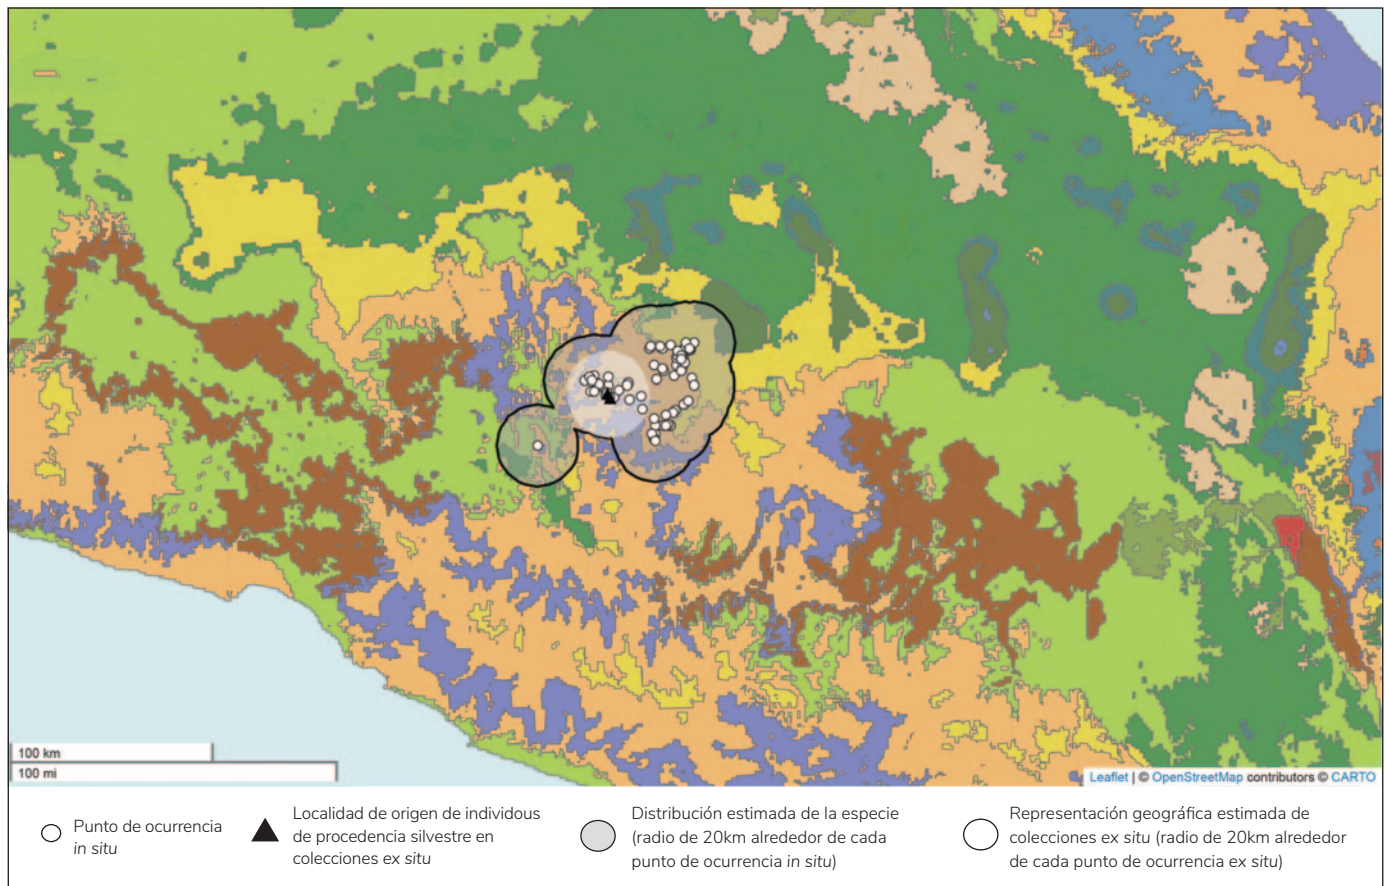 100 km
100 mi
Leaflet | © OpenStreetMap contributors © CARTO
Punto de ocurrencia
in situ
Localidad de origen de individous
de procedencia silvestre en
colecciones ex situ
Distribución estimada de la especie
(radio de 20km alrededor de cada
punto de ocurrencia in situ)
Representación geográfica estimada de
colecciones ex situ (radio de 20km alrededor
de cada punto de ocurrencia ex situ)